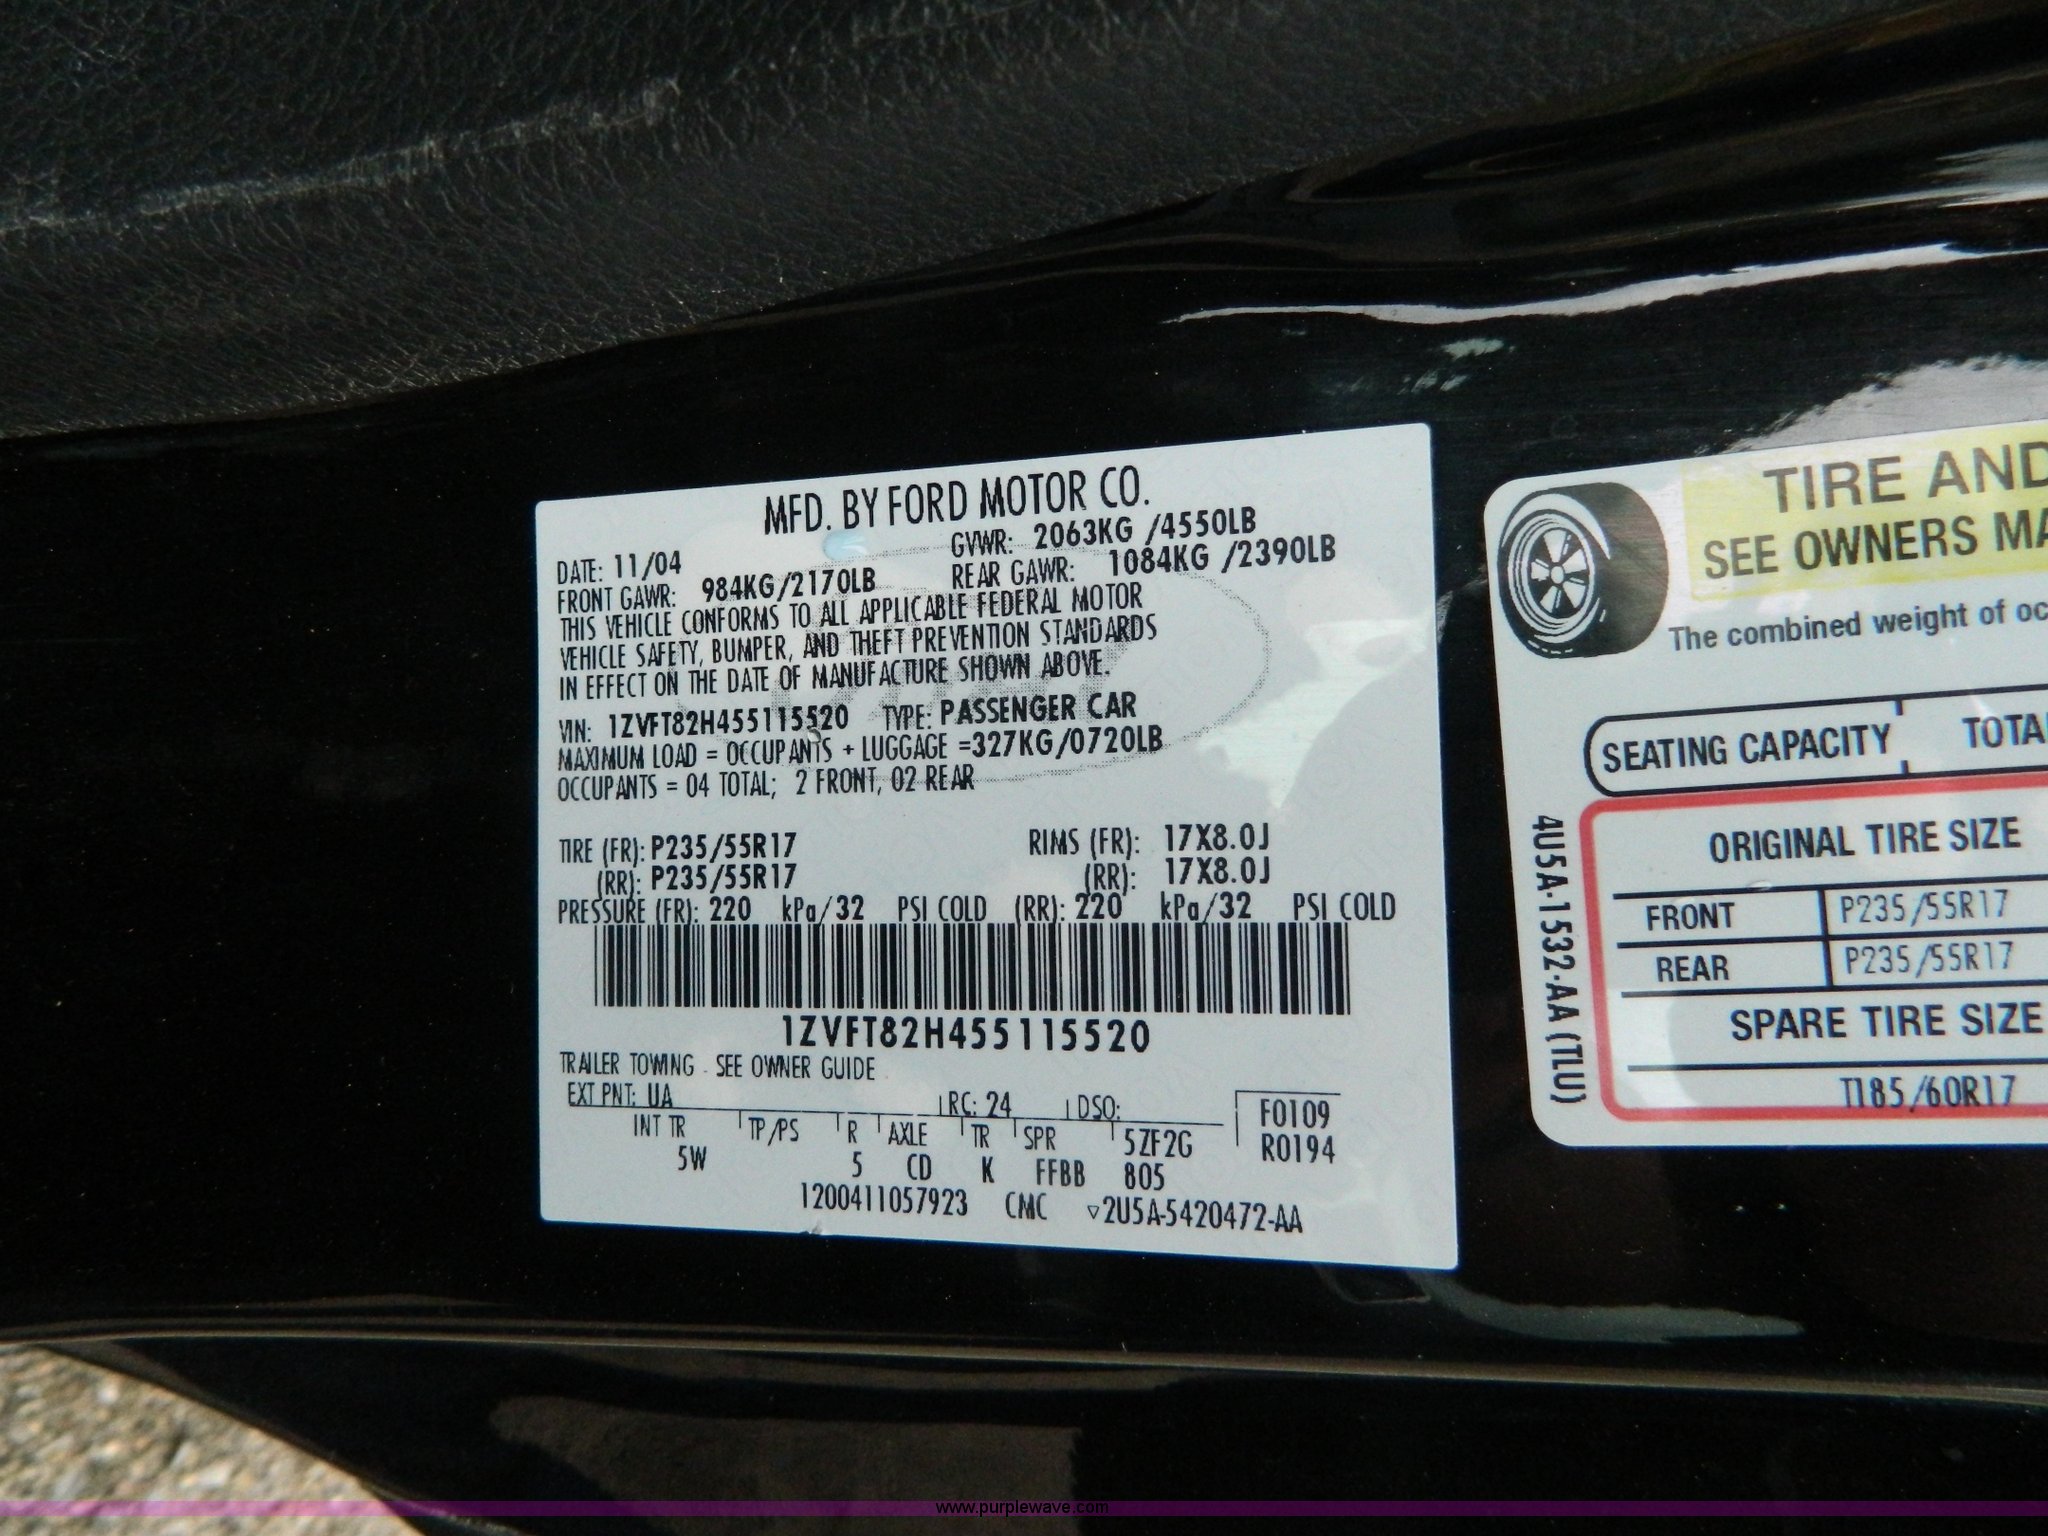 MFD. BY FORD MOTOR CO.
DATE: 11/04 GVWR: 2063KG /4550LB
FRONT GAWR: 984KG/2170LB REAR GAWR: 1084KG /2390LB
THIS VEHICLE CONFORMS TO ALL APPLICABLE FEDERAL MOTOR
VEHICLE SAFETY, BUMPER, AND THEFT PREVENTION STANDARDS
IN EFFECT ON THE DATE OF MANUFACTURE SHOWN ABOVE.
VIN: 1ZVFT82H455115520 TYPE: PASSENGER CAR
MAXIMUM LOAD = OCCUPANTS + LUGGAGE =327KG/0720LB
OCCUPANTS = 04 TOTAL; 2 FRONT, 02 REAR
TIRE (FR): P235/55R17 RIMS (FR): 17X8.0J
(RR): P235/55R17 (RR): 17X8.0J
PRESSURE (FR): 220 kPa/32 PSI COLD (RR): 220 kPa/32 PSI COLD
1ZVFT82H455115520
TRAILER TOWING - SEE OWNER GUIDE
EXT PNT: UA RC: 24 DSO: F0109
INT TR TP/PS R AXLE TR SPR 5ZF2G R0194
5W 5 CD K FFBB 805
1200411057923 CMC ▽2U5A-5420472-AA
TIRE AND
SEE OWNERS MA
The combined weight of oc
SEATING CAPACITY TOTA
ORIGINAL TIRE SIZE
FRONT P235/55R17
REAR P235/55R17
SPARE TIRE SIZE
T185/60R17
4U5A-1532-AA (TLU)
www.purplewave.com